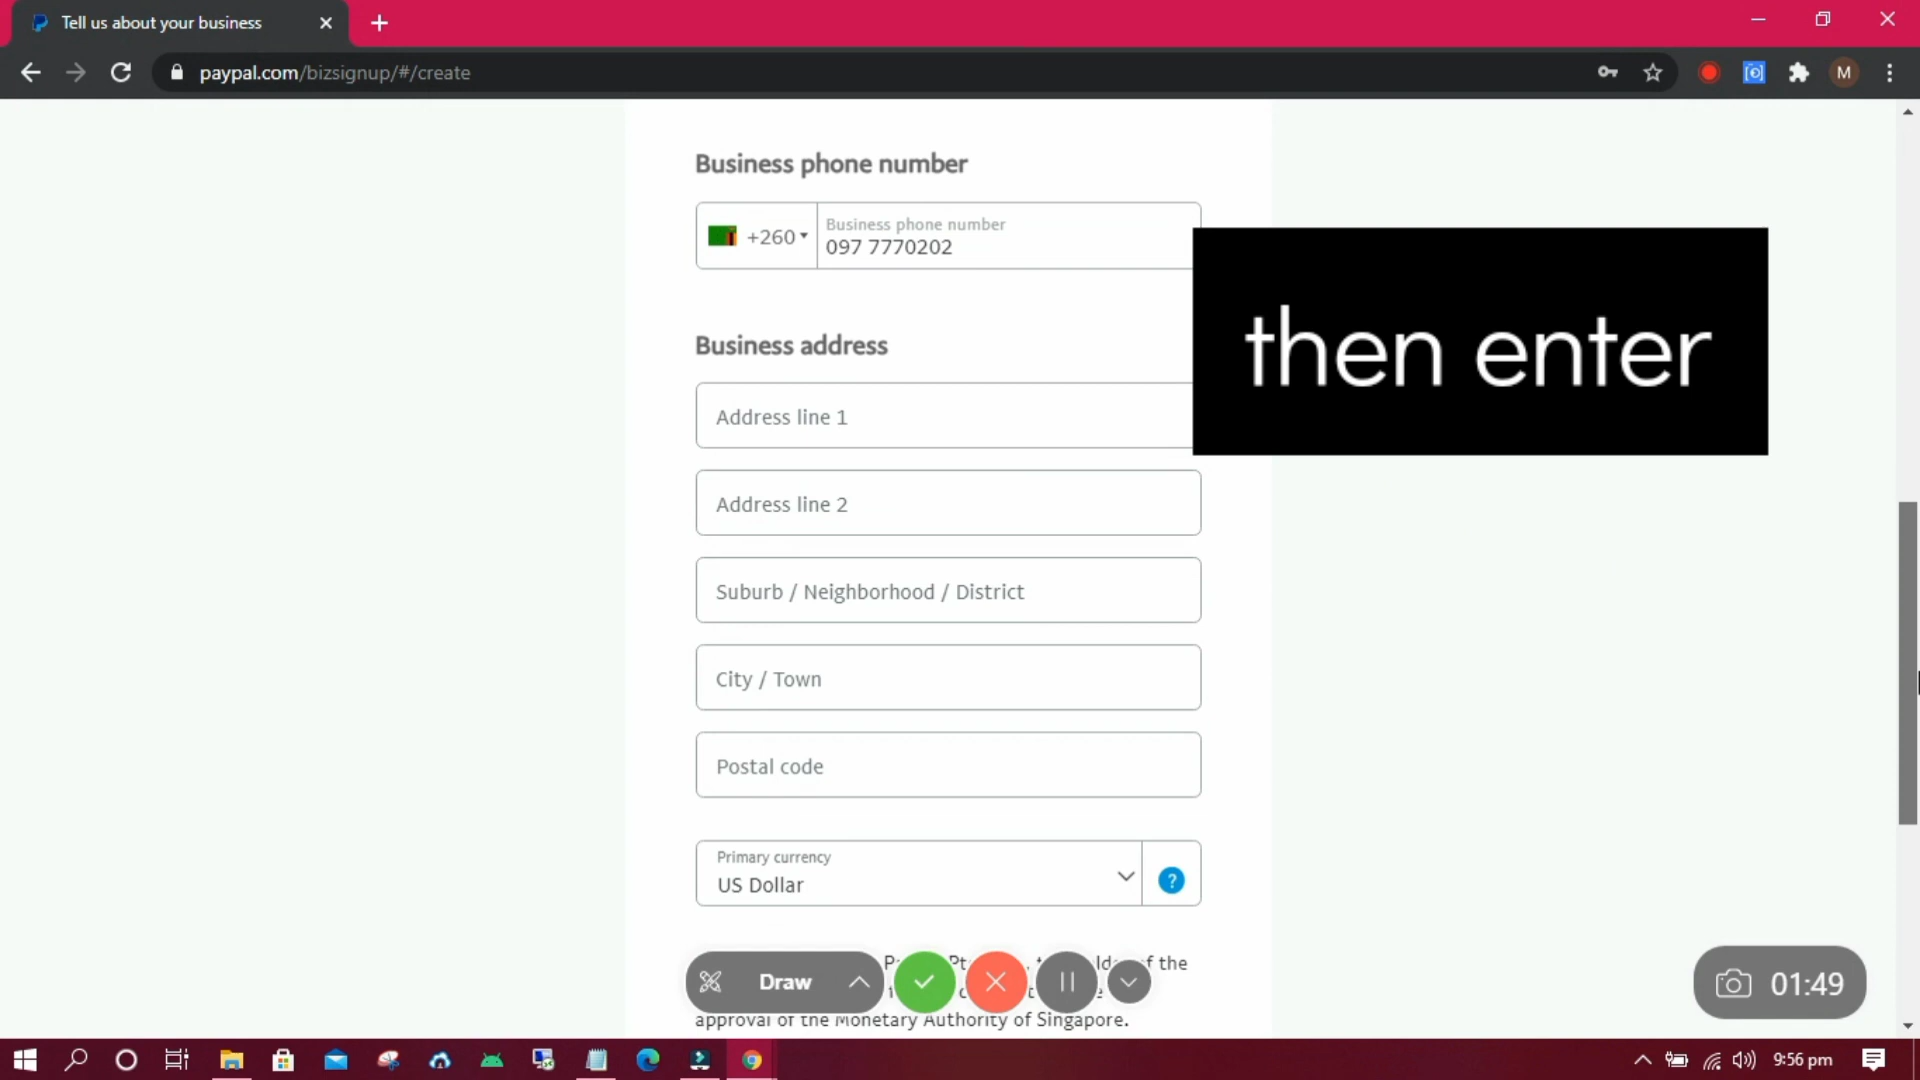 Tell us about your business
paypal.com/bizsignup/#/create
M
Business phone number
+260
Business phone number
097 7770202
then enter
Business address
Address line 1
Address line 2
Suburb / Neighborhood / District
City / Town
Postal code
Primary currency
US Dollar
?
Draw
f the
approval of the Monetary Authority of Singapore.
01:49
9:56 pm